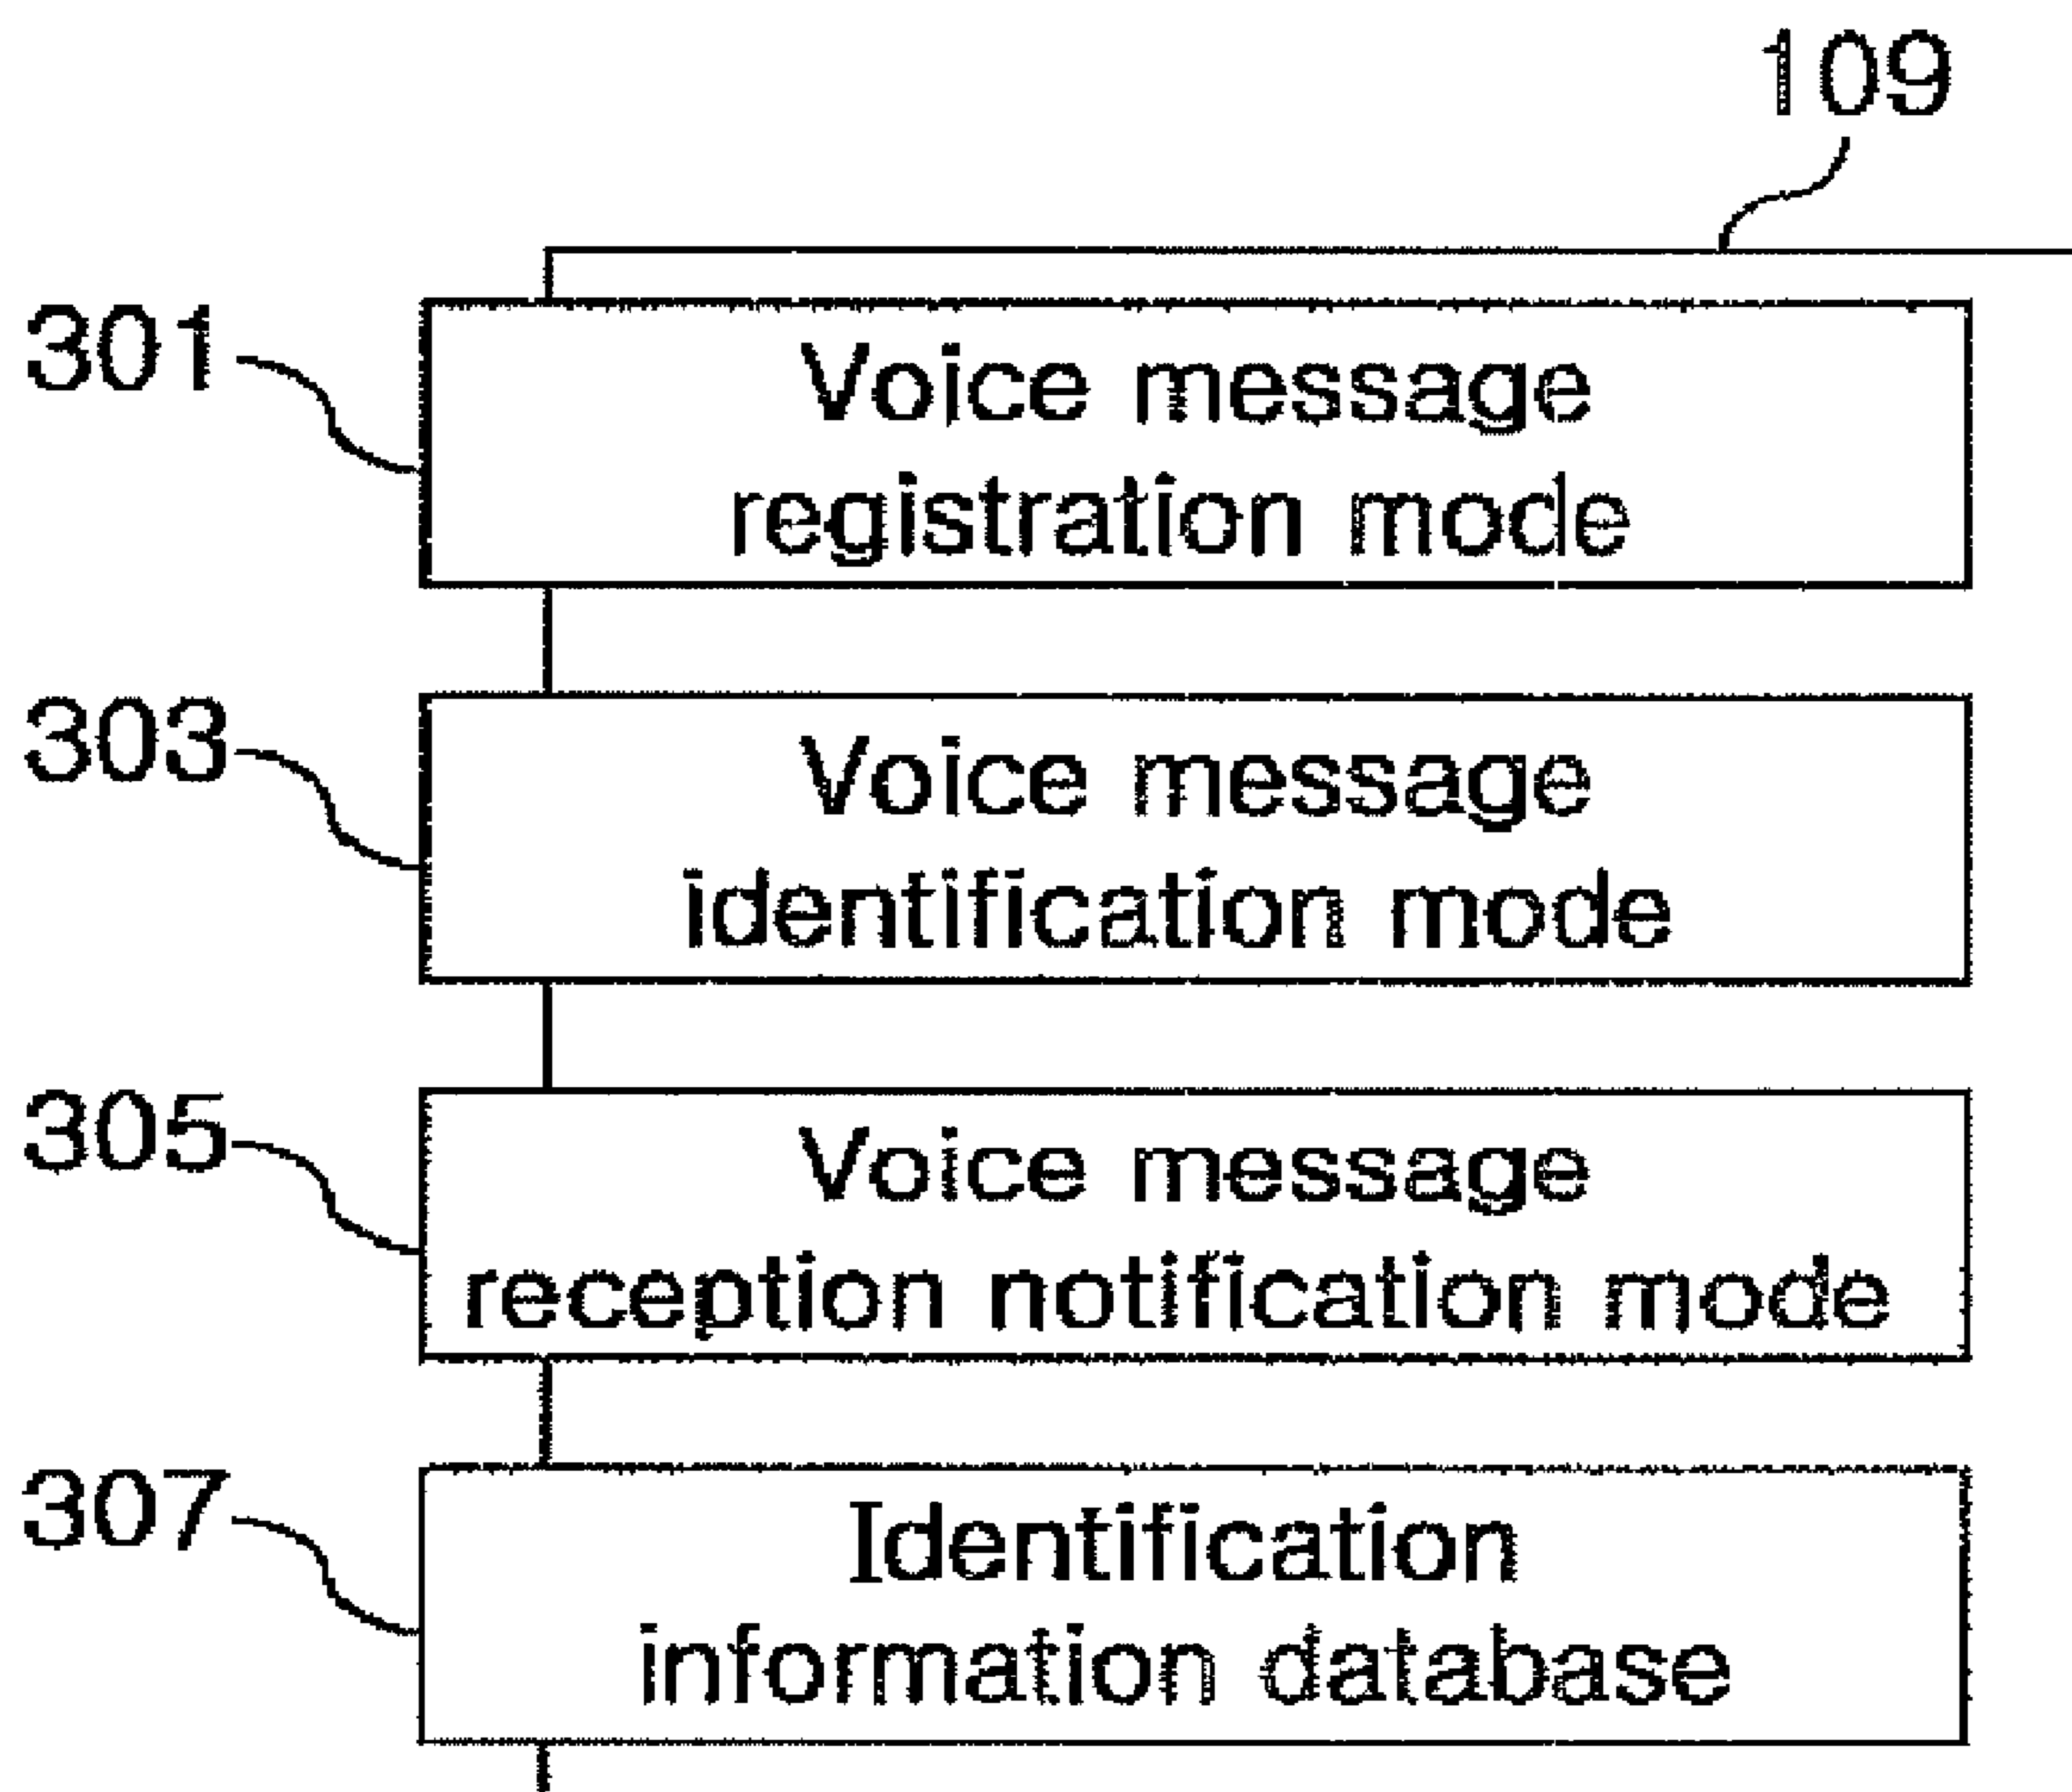 109
301
Voice message
registration mode
303
Voice message
identification mode
305
Voice message
reception notification mode
307
Identification
information database